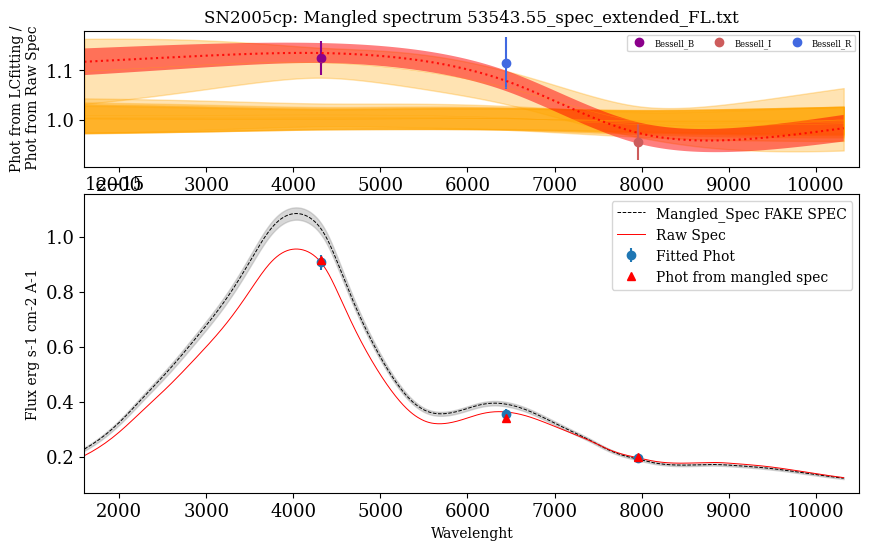 SN2005cp: Mangled spectrum 53543.55_spec_extended_FL.txt
Phot from LCfitting /
Phot from Raw Spec
1.1
1.0
Bessell_B
Bessell_I
Bessell_R
2000 3000 4000 5000 6000 7000 8000 9000 10000
1e−15
Flux erg s-1 cm-2 A-1
1.0
0.8
0.6
0.4
0.2
Mangled_Spec FAKE SPEC
Raw Spec
Fitted Phot
Phot from mangled spec
2000 3000 4000 5000 6000 7000 8000 9000 10000
Wavelenght